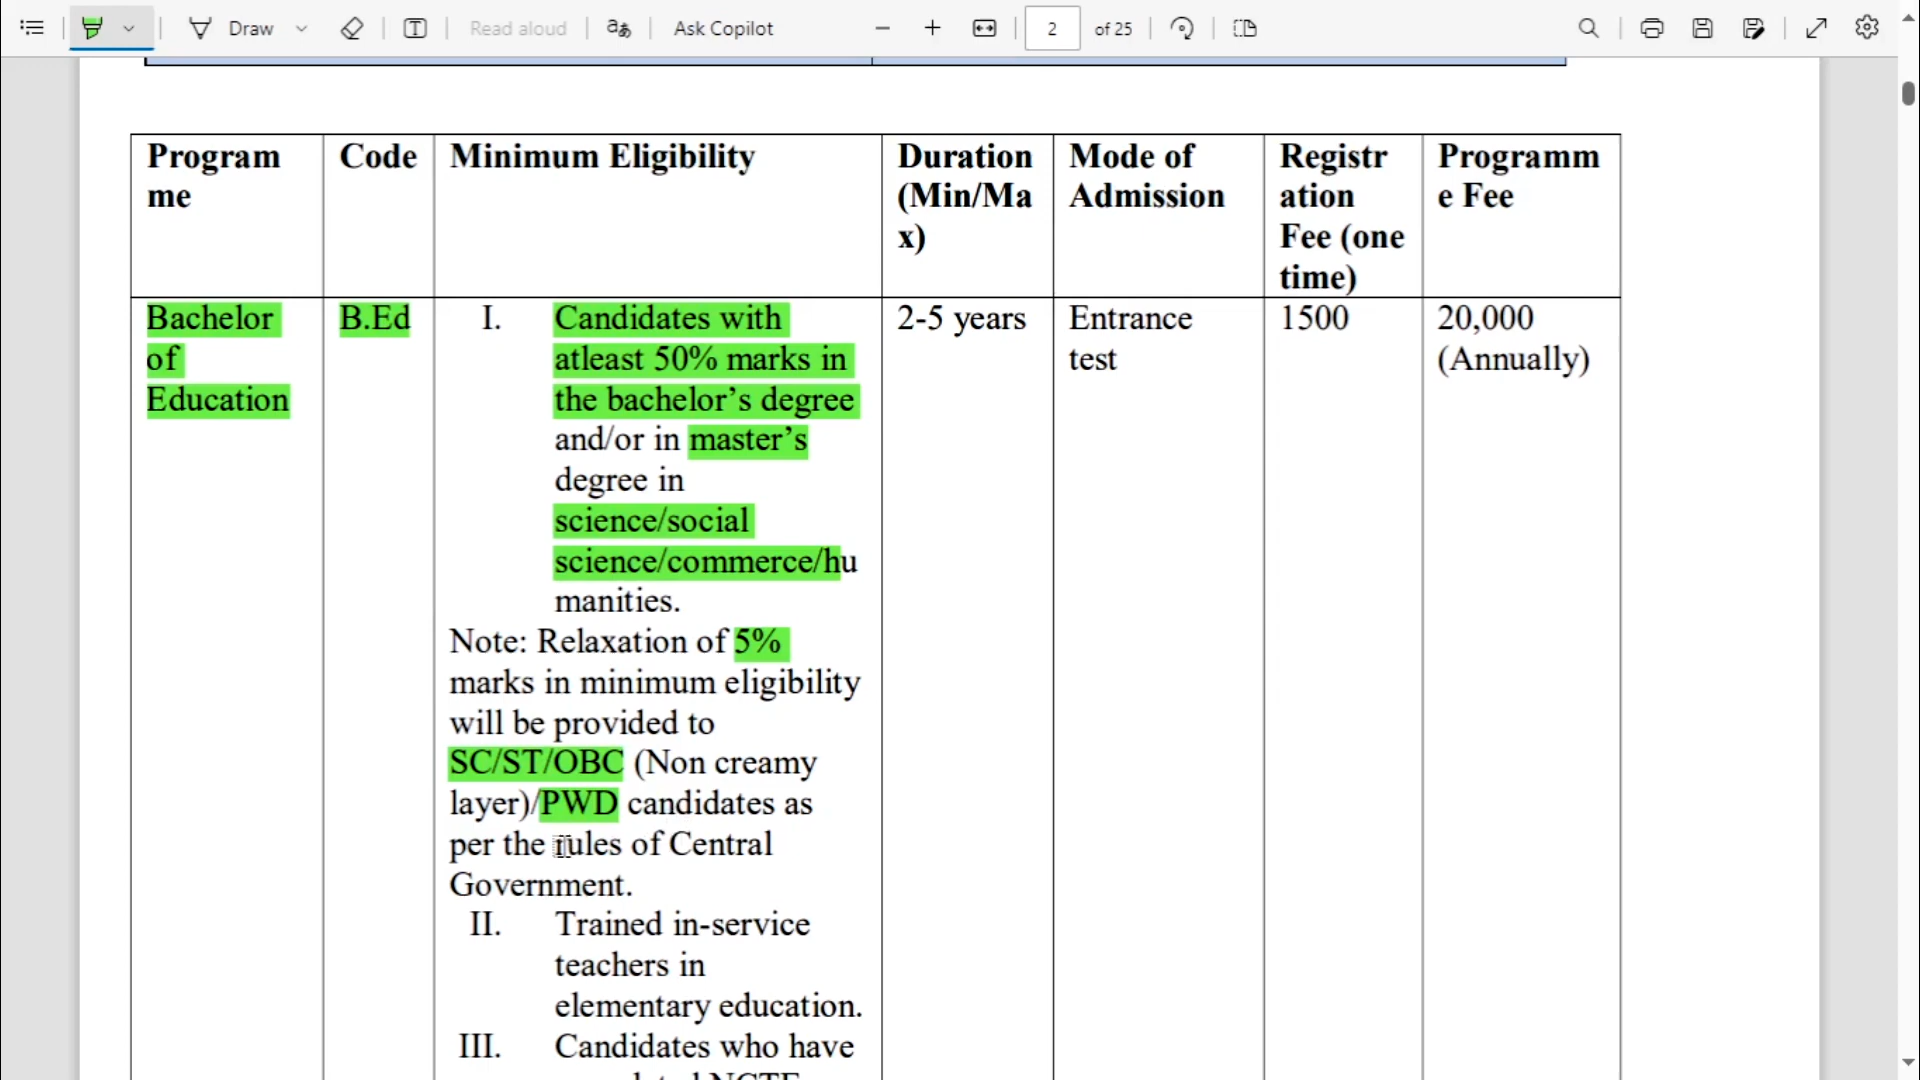 Draw
Read aloud
Ask Copilot
2
of 25
Program
me
Code
Minimum Eligibility
Duration
(Min/Ma
x)
Mode of
Admission
Registr
ation
Fee (one
time)
Programm
e Fee
Bachelor
of
Education
B.Ed
I. Candidates with
atleast 50% marks in
the bachelor’s degree
and/or in master’s
degree in
science/social
science/commerce/hu
manities.
Note: Relaxation of 5%
marks in minimum eligibility
will be provided to
SC/ST/OBC (Non creamy
layer)/PWD candidates as
per the rules of Central
Government.
II. Trained in-service
teachers in
elementary education.
III. Candidates who have
2-5 years
Entrance
test
1500
20,000
(Annually)